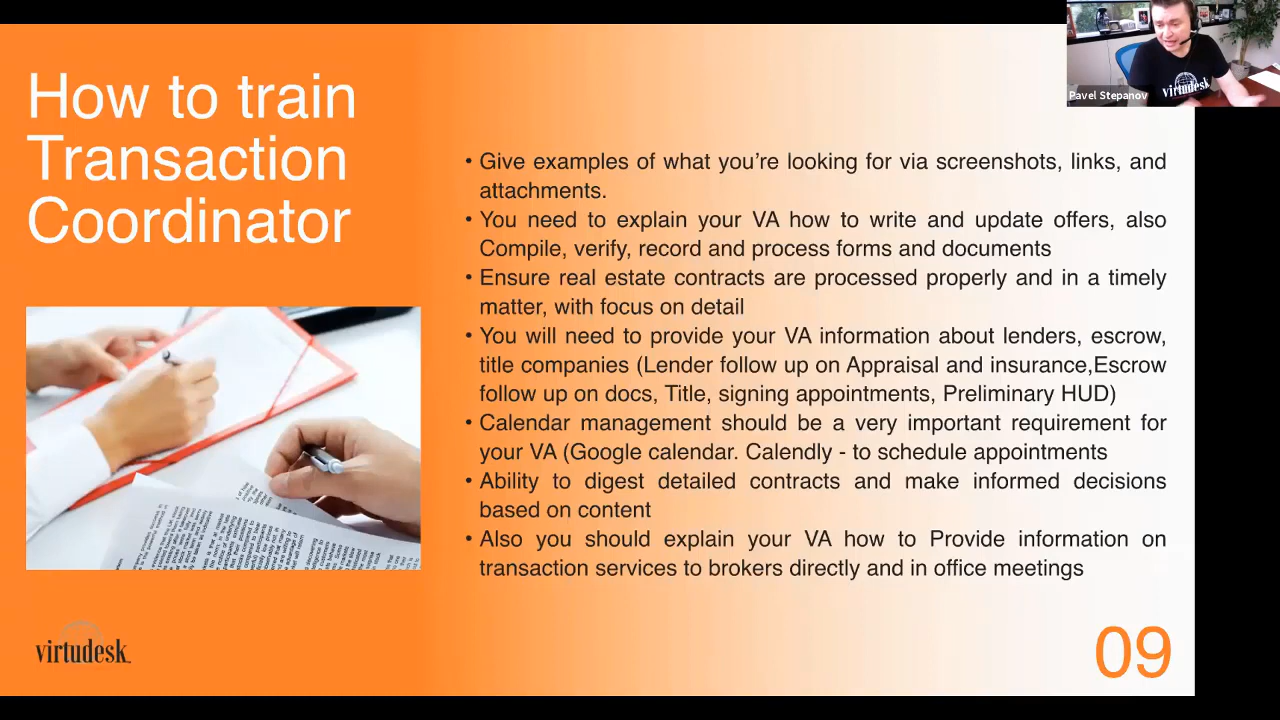 How to train
Transaction
Coordinator
• Give examples of what you’re looking for via screenshots, links, and
attachments.
• You need to explain your VA how to write and update offers, also
Compile, verify, record and process forms and documents
• Ensure real estate contracts are processed properly and in a timely
matter, with focus on detail
• You will need to provide your VA information about lenders, escrow,
title companies (Lender follow up on Appraisal and insurance,Escrow
follow up on docs, Title, signing appointments, Preliminary HUD)
• Calendar management should be a very important requirement for
your VA (Google calendar. Calendly - to schedule appointments
• Ability to digest detailed contracts and make informed decisions
based on content
• Also you should explain your VA how to Provide information on
transaction services to brokers directly and in office meetings
virtudesk
09
Pavel Stepanov
virtudesk